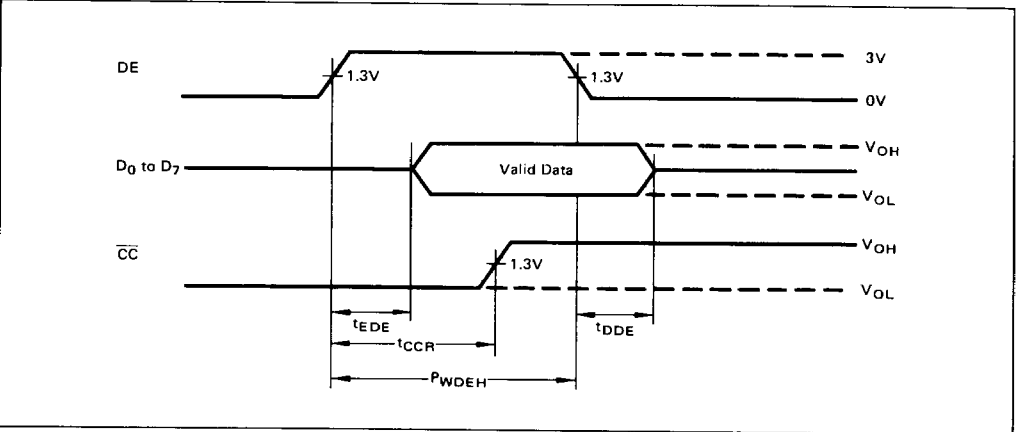 DE
1.3V
1.3V
3V
0V
D0 to D7
Valid Data
VOH
VOL
CC
1.3V
VOH
VOL
tEDE
tDDE
tCCR
PWDEH